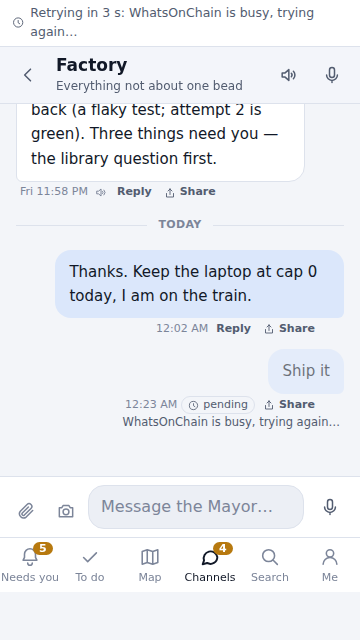 Retrying in 3 s: WhatsOnChain is busy, trying
again…
Factory
Everything not about one bead
back (a flaky test; attempt 2 is
green). Three things need you —
the library question first.
Fri 11:58 PM Reply Share
TODAY
Thanks. Keep the laptop at cap 0
today, I am on the train.
12:02 AM Reply Share
Ship it
12:23 AM pending Share
WhatsOnChain is busy, trying again…
Message the Mayor…
5 4
Needs you To do Map Channels Search Me